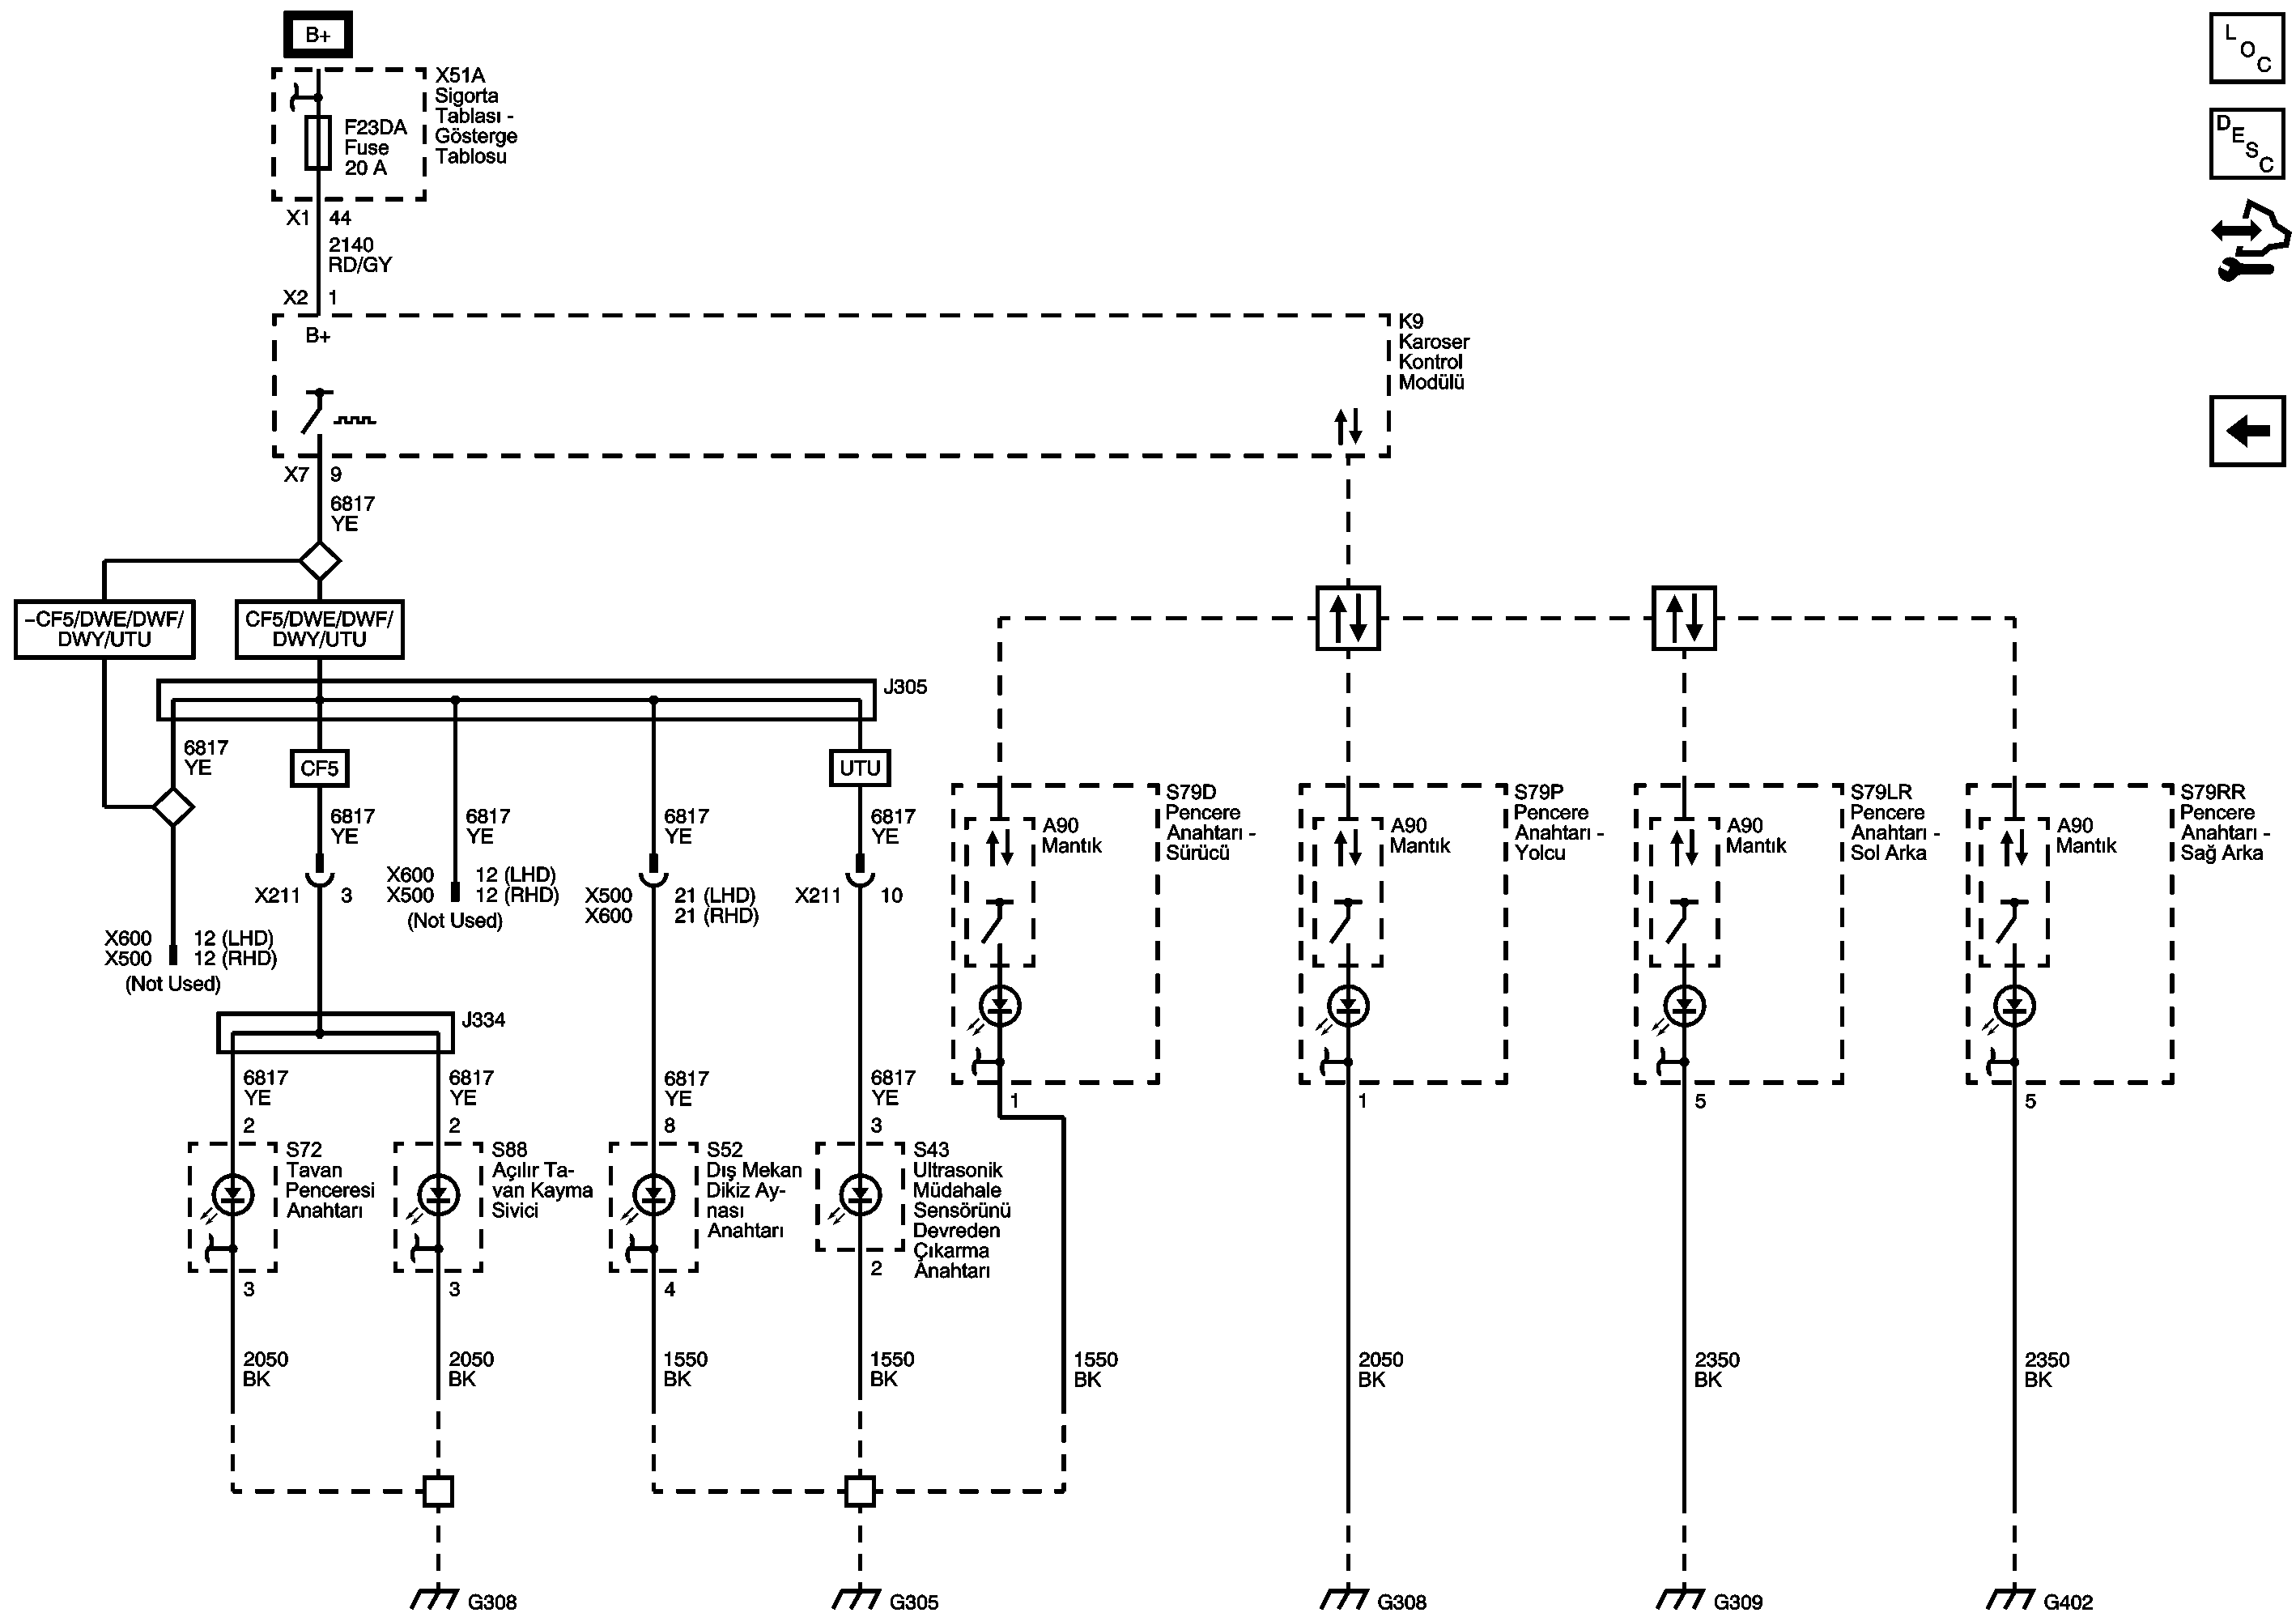 B+
X51A
Sigorta
Tablası -
Gösterge
Tablosu
F23DA
Fuse
20 A
X1 44
2140
RD/GY
X2 1
B+
K9
Karoser
Kontrol
Modülü
X7 9
6817
YE
–CF5/DWE/DWF/
DWY/UTU
CF5/DWE/DWF/
DWY/UTU
J305
6817
YE
CF5
UTU
6817
YE
6817
YE
6817
YE
6817
YE
X211 3
X600 12 (LHD)
X500 12 (RHD)
(Not Used)
X500 21 (LHD)
X600 21 (RHD)
X211 10
X600 12 (LHD)
X500 12 (RHD)
(Not Used)
S79D
Pencere
Anahtarı -
Sürücü
A90
Mantık
S79P
Pencere
Anahtarı -
Yolcu
A90
Mantık
S79LR
Pencere
Anahtarı -
Sol Arka
A90
Mantık
S79RR
Pencere
Anahtarı -
Sağ Arka
A90
Mantık
J334
6817
YE
2
6817
YE
2
6817
YE
8
6817
YE
3
1
1
5
5
S72
Tavan
Penceresi
Anahtarı
S88
Açılır Ta-
van Kayma
Sivici
S52
Dış Mekan
Dikiz Ay-
nası
Anahtarı
S43
Ultrasonik
Müdahale
Sensörünü
Devreden
Çıkarma
Anahtarı
3
3
4
2
2050
BK
2050
BK
1550
BK
1550
BK
1550
BK
2050
BK
2350
BK
2350
BK
G308
G305
G308
G309
G402
LOC
DESC